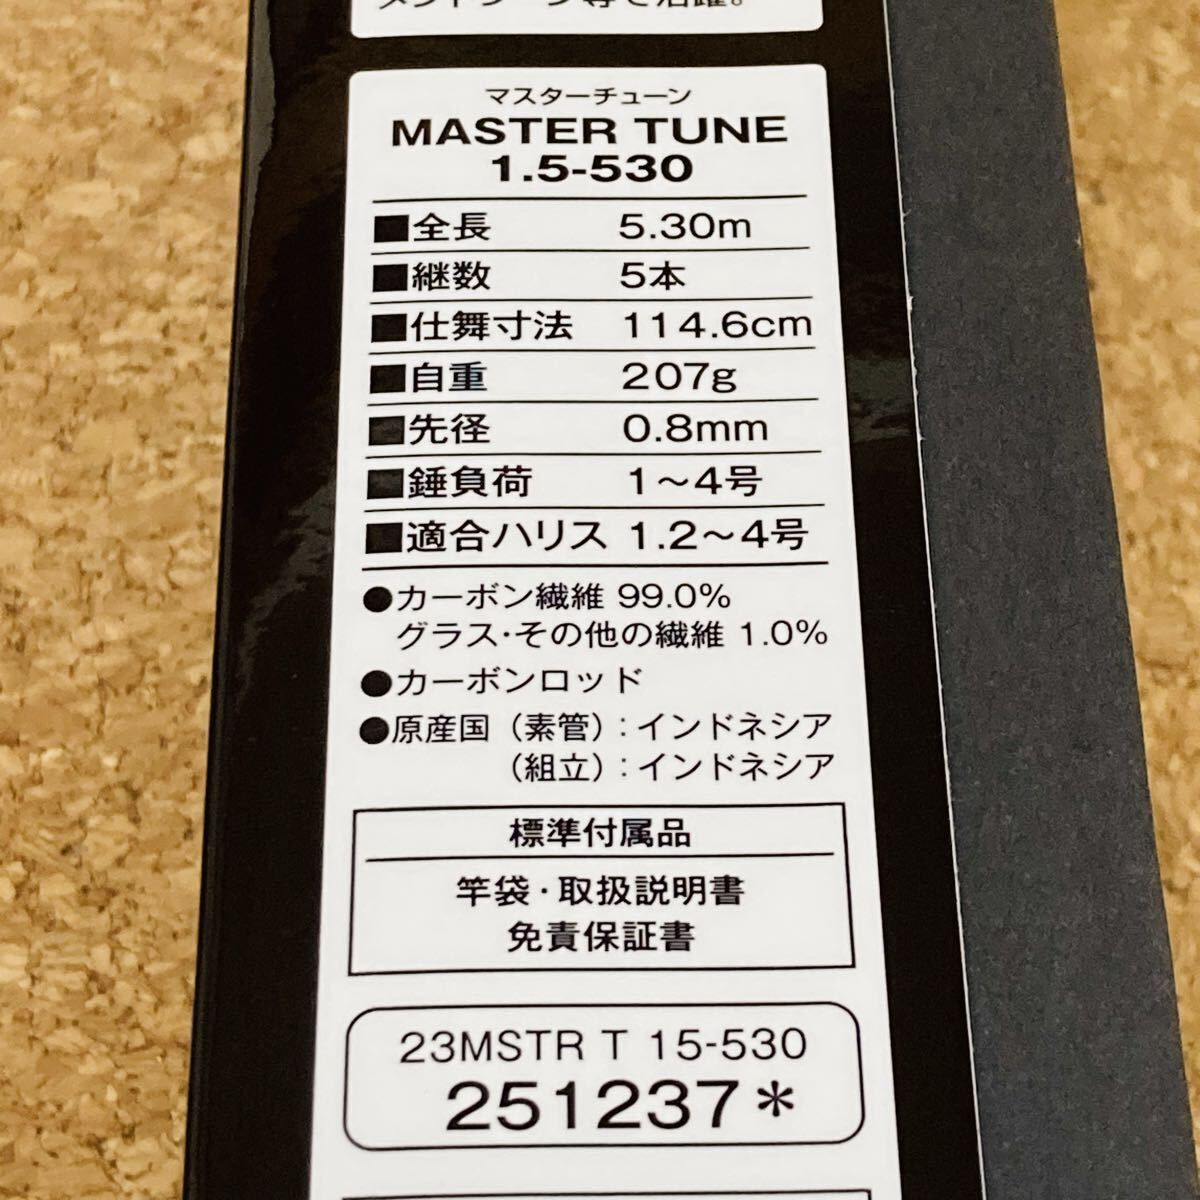 等で活躍。
マスターチューン
MASTER TUNE
1.5-530
■全長 5.30m
■継数 5本
■仕舞寸法 114.6cm
■自重 207g
■先径 0.8mm
■錘負荷 1～4号
■適合ハリス 1.2～4号
●カーボン繊維 99.0%
グラス・その他の繊維 1.0%
●カーボンロッド
●原産国（素管）：インドネシア
（組立）：インドネシア
標準付属品
竿袋・取扱説明書
免責保証書
23MSTR T 15-530
251237*